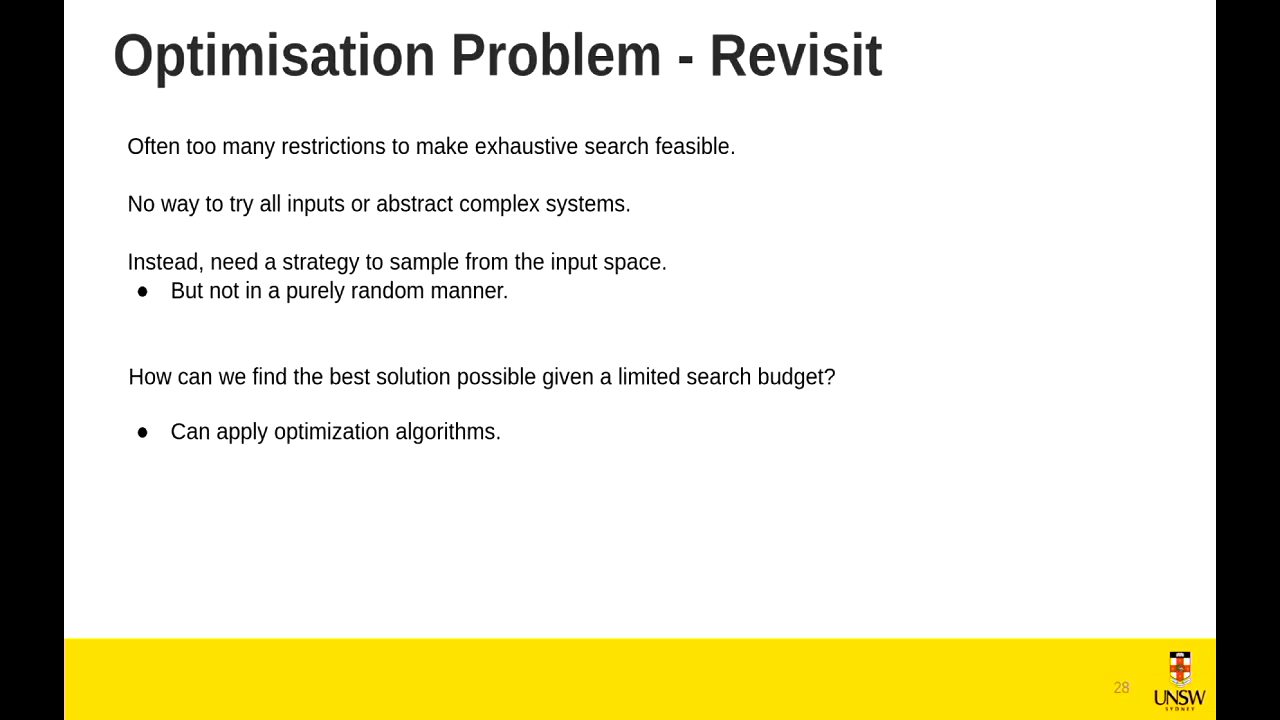 Optimisation Problem - Revisit
Often too many restrictions to make exhaustive search feasible.
No way to try all inputs or abstract complex systems.
Instead, need a strategy to sample from the input space.
● But not in a purely random manner.
How can we find the best solution possible given a limited search budget?
● Can apply optimization algorithms.
28
UNSW
SYDNEY